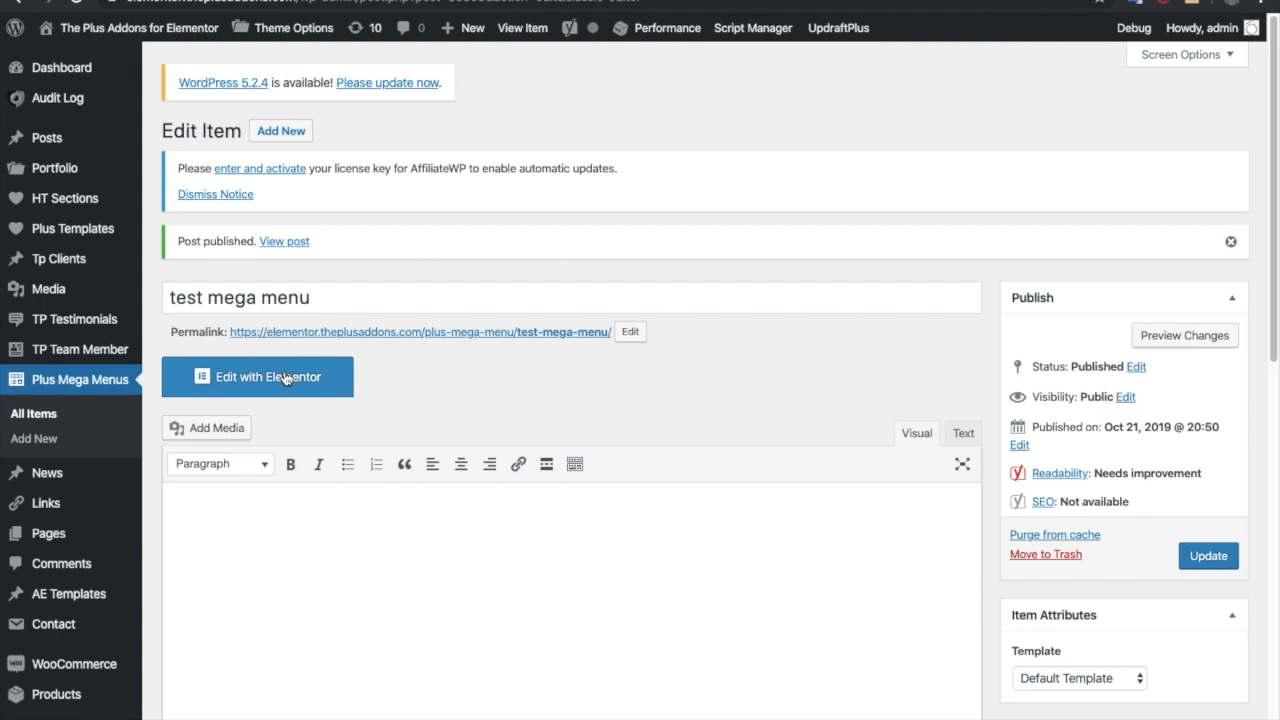 The Plus Addons for Elementor Theme Options 10 0 New View Item Performance Script Manager UpdraftPlus Debug Howdy, admin
Screen Options
Dashboard
Audit Log
Posts
Portfolio
HT Sections
Plus Templates
Tp Clients
Media
TP Testimonials
TP Team Member
Plus Mega Menus
All Items
Add New
News
Links
Pages
Comments
AE Templates
Contact
WooCommerce
Products
WordPress 5.2.4 is available! Please update now.
Edit Item Add New
Please enter and activate your license key for AffiliateWP to enable automatic updates.
Dismiss Notice
Post published. View post
test mega menu
Permalink: https://elementor.theplusaddons.com/plus-mega-menu/test-mega-menu/ Edit
Edit with Elementor
Add Media
Visual Text
Paragraph
Publish
Preview Changes
Status: Published Edit
Visibility: Public Edit
Published on: Oct 21, 2019 @ 20:50
Edit
Readability: Needs improvement
SEO: Not available
Purge from cache
Move to Trash
Update
Item Attributes
Template
Default Template